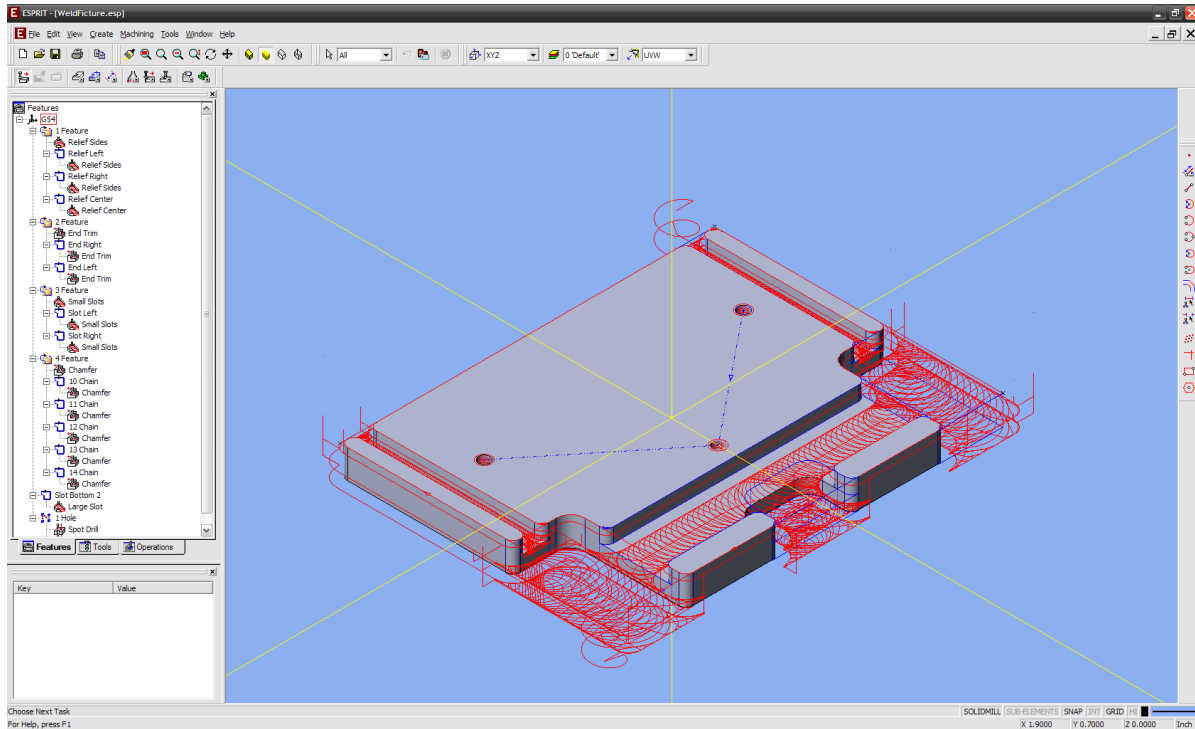 ESPRIT - [WeldFicture.esp]
File Edit View Create Machining Tools Window Help
All XYZ 0 'Default' UVW
Features
G54
1 Feature
Relief Sides
Relief Left
Relief Sides
Relief Right
Relief Sides
Relief Center
Relief Center
2 Feature
End Trim
End Right
End Trim
End Left
End Trim
3 Feature
Small Slots
Slot Left
Small Slots
Slot Right
Small Slots
4 Feature
Chamfer
10 Chain
Chamfer
11 Chain
Chamfer
12 Chain
Chamfer
13 Chain
Chamfer
14 Chain
Chamfer
Slot Bottom 2
Large Slot
1 Hole
Spot Drill
Features Tools Operations
Key Value
Choose Next Task
SOLIDMILL SUB-ELEMENTS SNAP INT GRID HI
For Help, press F1
X 1.9000 Y 0.7000 Z 0.0000 Inch